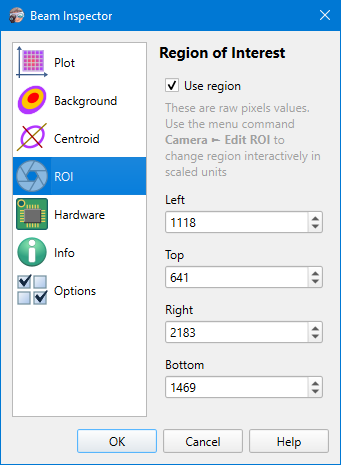 Beam Inspector
Plot
Background
Centroid
ROI
Hardware
Info
Options
Region of Interest
Use region
These are raw pixels values.
Use the menu command
Camera ► Edit ROI to
change region interactively in
scaled units
Left
1118
Top
641
Right
2183
Bottom
1469
OK
Cancel
Help